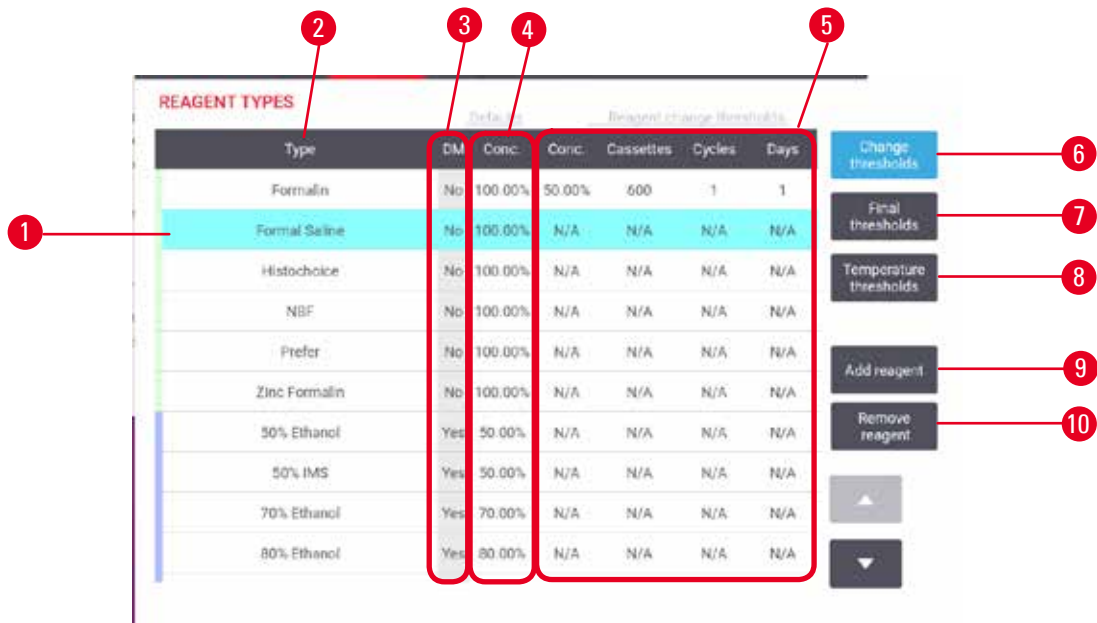 2 3 4 5
REAGENT TYPES
Defaults Reagent change thresholds
Type DM Conc. Conc. Cassettes Cycles Days
Change thresholds 6
Formalin No 100.00% 50.00% 600 1 1
Final thresholds 7
1 Formal Saline No 100.00% N/A N/A N/A N/A
Temperature thresholds 8
Histochoice No 100.00% N/A N/A N/A N/A
NBF No 100.00% N/A N/A N/A N/A
Prefer No 100.00% N/A N/A N/A N/A
Add reagent 9
Zinc Formalin No 100.00% N/A N/A N/A N/A
Remove reagent 10
50% Ethanol Yes 50.00% N/A N/A N/A N/A
50% IMS Yes 50.00% N/A N/A N/A N/A
70% Ethanol Yes 70.00% N/A N/A N/A N/A
80% Ethanol Yes 80.00% N/A N/A N/A N/A